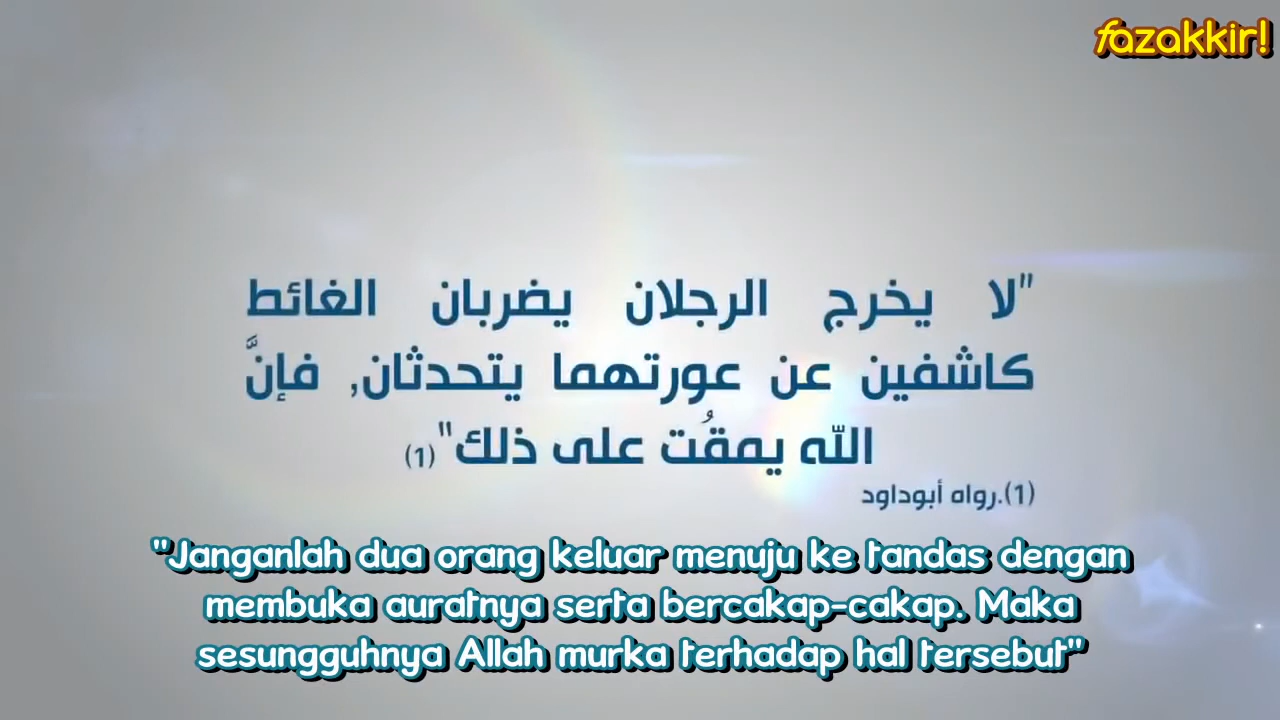 fazakkir!
"لا يخرج الرجلان يضربان الغائط
كاشفين عن عورتهما يتحدثان, فإنَّ
الله يمقُت على ذلك" (1)
(1).رواه أبوداود
"Janganlah dua orang keluar menuju ke tandas dengan
membuka auratnya serta bercakap-cakap. Maka
sesungguhnya Allah murka terhadap hal tersebut"